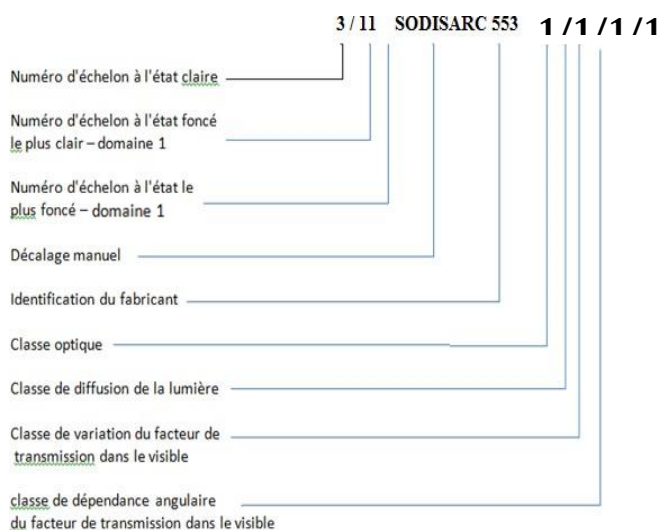 3 / 11 SODISARC 553 1 /1 /1 /1
Numéro d'échelon à l'état claire
Numéro d'échelon à l'état foncé
le plus clair – domaine 1
Numéro d'échelon à l'état le
plus foncé – domaine 1
Décalage manuel
Identification du fabricant
Classe optique
Classe de diffusion de la lumière
Classe de variation du facteur de
transmission dans le visible
classe de dépendance angulaire
du facteur de transmission dans le visible